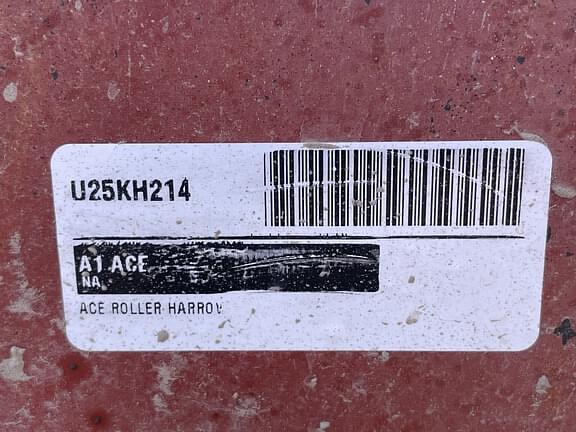 U25KH214
A1 ACE
NA
ACE ROLLER HARROW